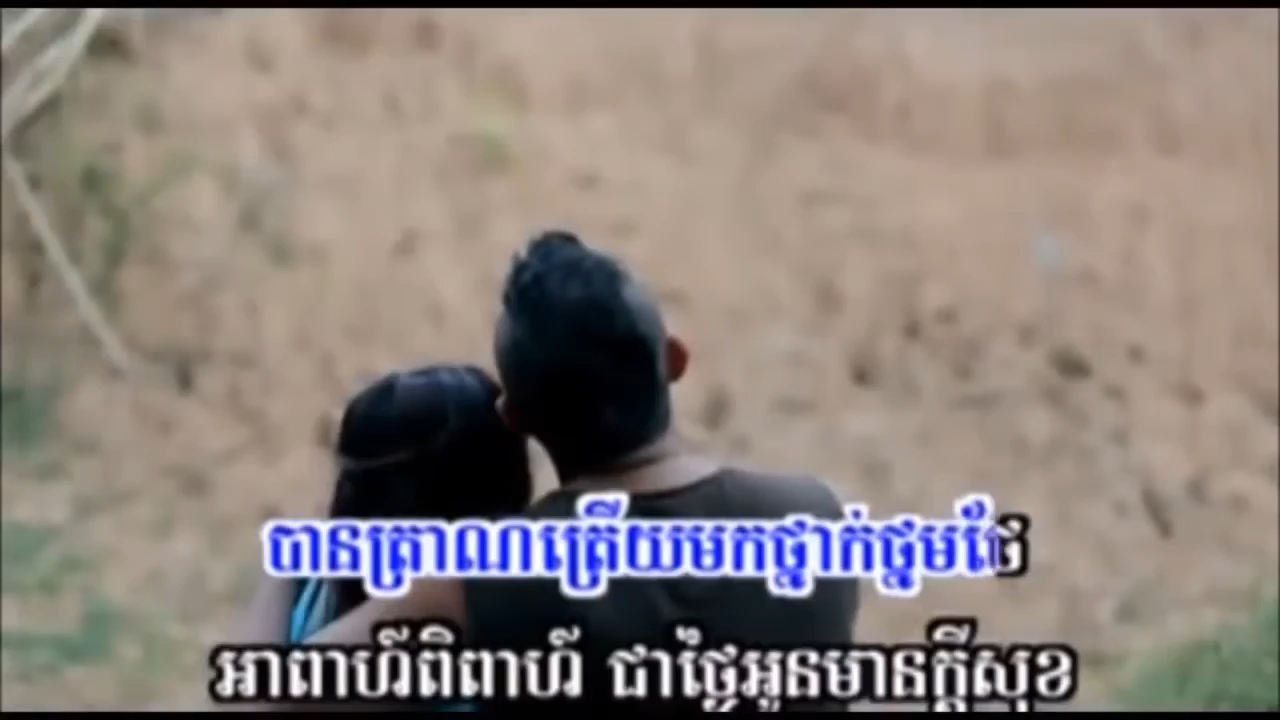 បានត្រាណត្រើយមកថ្នាក់ថ្នមថែ
អាពាហ៍ពិពាហ៍ ជាថ្ងៃអូនមានក្ដីសុខ